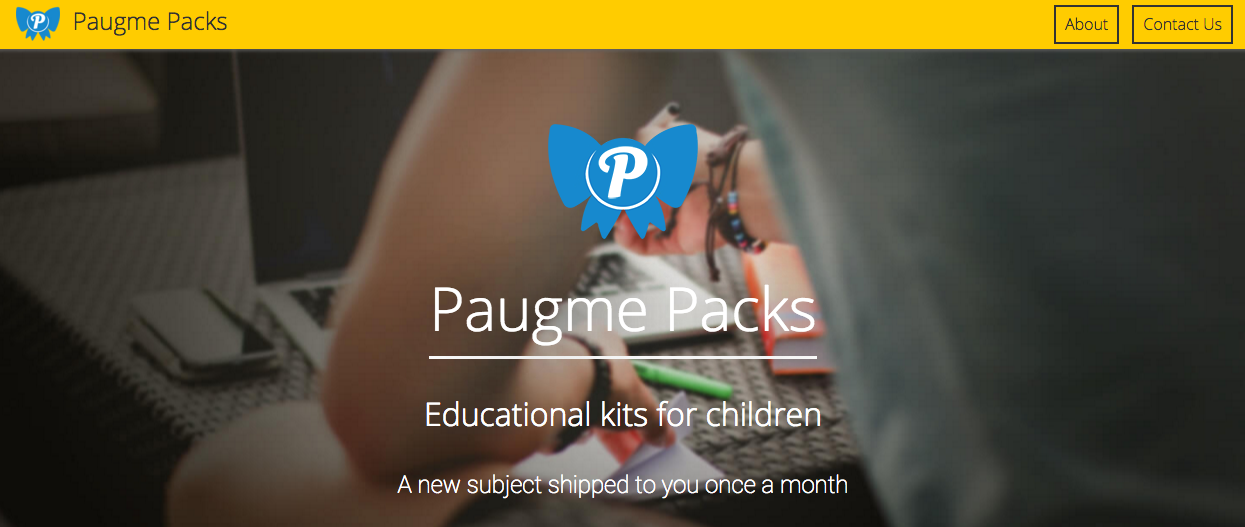 P Paugme Packs
About
Contact Us
P
Paugme Packs
Educational kits for children
A new subject shipped to you once a month